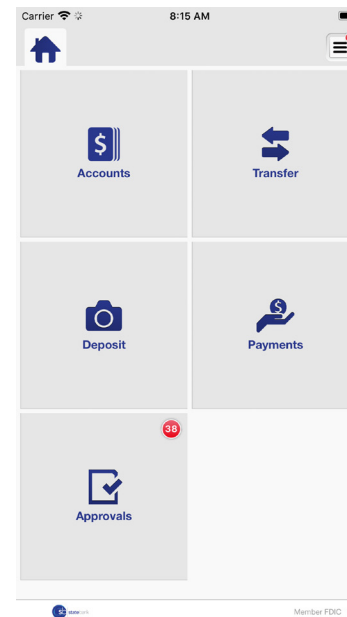 Carrier 8:15 AM
$
Accounts
Transfer
Deposit
$
Payments
38
Approvals
Member FDIC